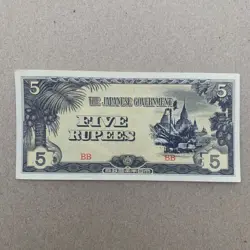 5 5
THE JAPANESE GOVERNMENT
FIVE
RUPEES
BB BB
5 5